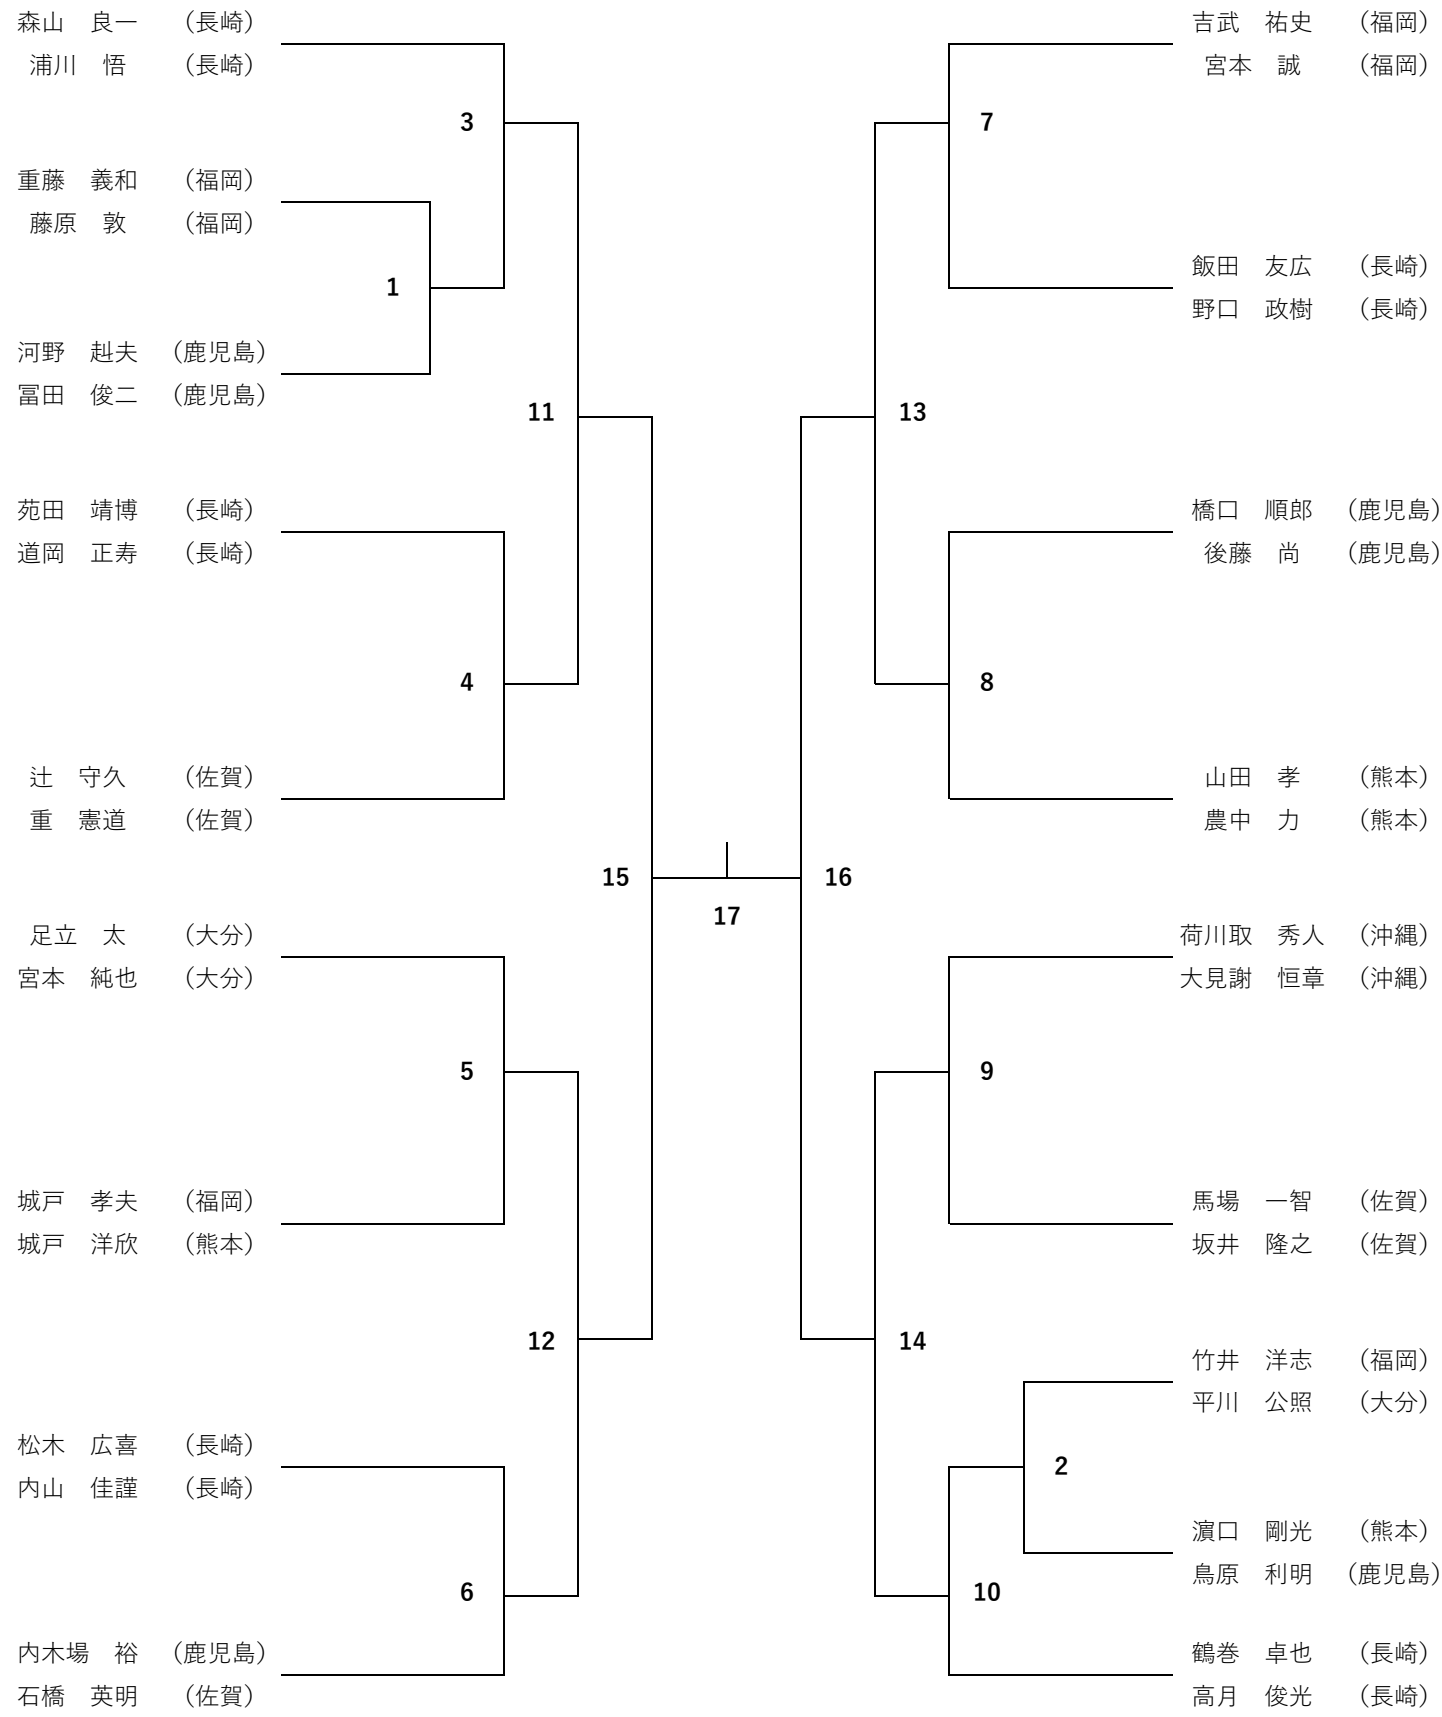 森山　良一　（長崎）
浦川　悟　（長崎）
3
重藤　義和　（福岡）
藤原　敦　（福岡）
1
河野　赳夫　（鹿児島）
冨田　俊二　（鹿児島）
11
苑田　靖博　（長崎）
道岡　正寿　（長崎）
4
辻　守久　（佐賀）
重　憲道　（佐賀）
15
足立　太　（大分）
宮本　純也　（大分）
5
城戸　孝夫　（福岡）
城戸　洋欣　（熊本）
12
松木　広喜　（長崎）
内山　佳謹　（長崎）
6
内木場　裕　（鹿児島）
石橋　英明　（佐賀）
17
吉武　祐史　（福岡）
宮本　誠　（福岡）
7
飯田　友広　（長崎）
野口　政樹　（長崎）
13
橋口　順郎　（鹿児島）
後藤　尚　（鹿児島）
8
山田　孝　（熊本）
農中　力　（熊本）
16
荷川取　秀人　（沖縄）
大見謝　恒章　（沖縄）
9
馬場　一智　（佐賀）
坂井　隆之　（佐賀）
14
竹井　洋志　（福岡）
平川　公照　（大分）
2
濵口　剛光　（熊本）
鳥原　利明　（鹿児島）
10
鶴巻　卓也　（長崎）
高月　俊光　（長崎）